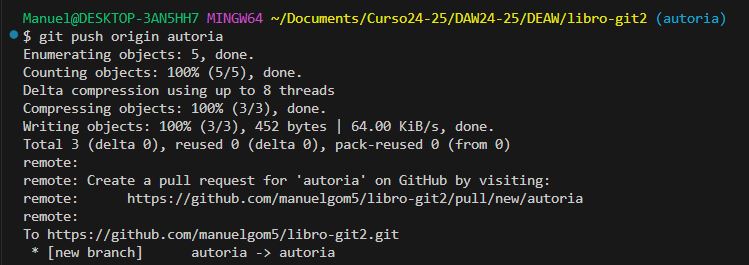 Manuel@DESKTOP-3AN5HH7 MINGW64 ~/Documents/Curso24-25/DAW24-25/DEAW/libro-git2 (autoria)
$ git push origin autoria
Enumerating objects: 5, done.
Counting objects: 100% (5/5), done.
Delta compression using up to 8 threads
Compressing objects: 100% (3/3), done.
Writing objects: 100% (3/3), 452 bytes | 64.00 KiB/s, done.
Total 3 (delta 0), reused 0 (delta 0), pack-reused 0 (from 0)
remote:
remote: Create a pull request for 'autoria' on GitHub by visiting:
remote:      https://github.com/manuelgom5/libro-git2/pull/new/autoria
remote:
To https://github.com/manuelgom5/libro-git2.git
 * [new branch]      autoria -> autoria